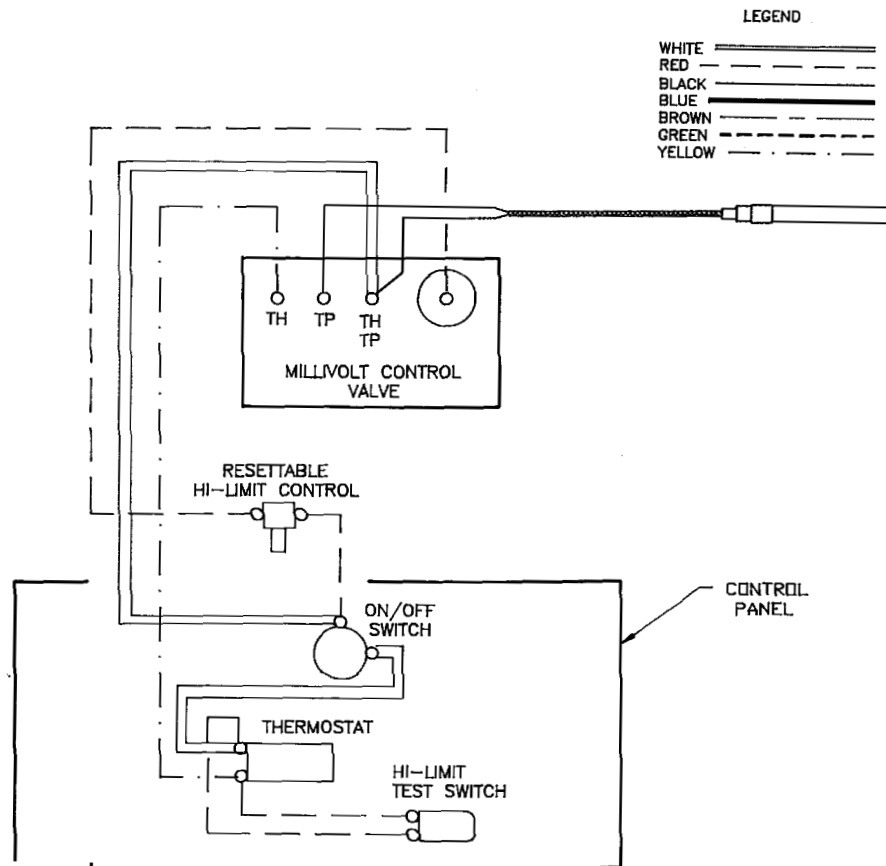 LEGEND
WHITE
RED
BLACK
BLUE
BROWN
GREEN
YELLOW
TH
TP
TH
TP
MILLIVOLT CONTROL
VALVE
RESETTABLE
HI-LIMIT CONTROL
CONTROL
PANEL
ON/OFF
SWITCH
THERMOSTAT
HI-LIMIT
TEST SWITCH